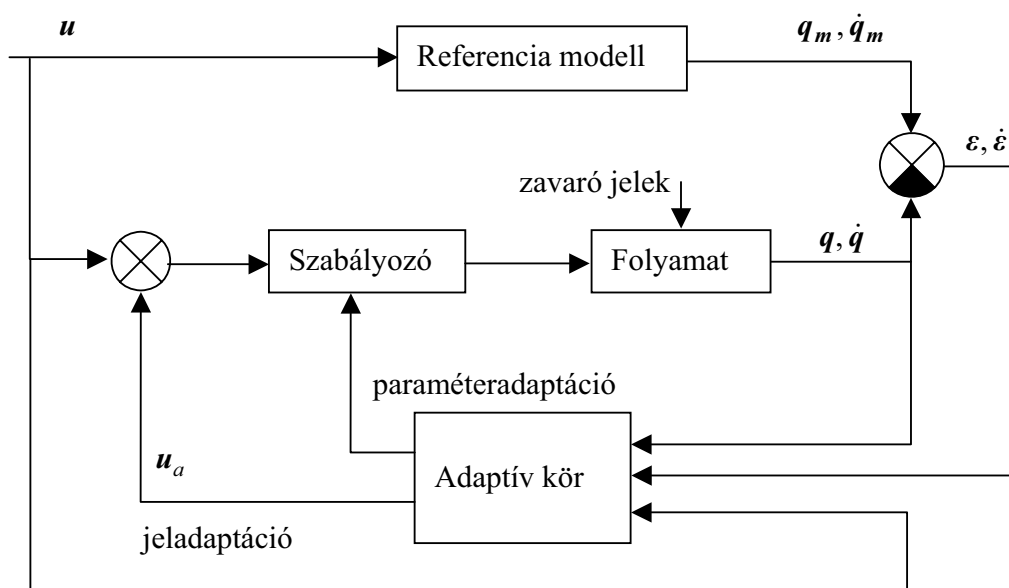 u
q_m, q̇_m
Referencia modell
ε, ε̇
zavaró jelek
Szabályozó
Folyamat
q, q̇
paraméteradaptáció
u_a
Adaptív kör
jeladaptáció